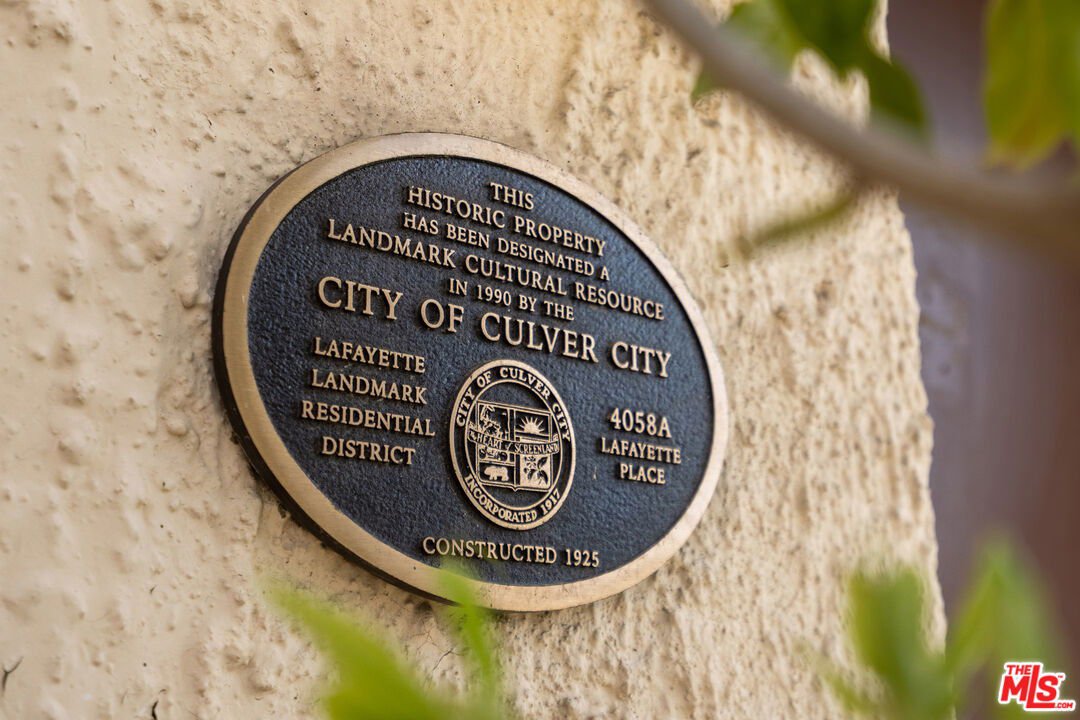 THIS
HISTORIC PROPERTY
HAS BEEN DESIGNATED A
LANDMARK CULTURAL RESOURCE
IN 1990 BY THE
CITY OF CULVER CITY
LAFAYETTE
LANDMARK
RESIDENTIAL
DISTRICT
CITY OF CULVER CITY
THE HEART of SCREENLAND
INCORPORATED 1917
4058A
LAFAYETTE
PLACE
CONSTRUCTED 1925
THE
MLS
.COM